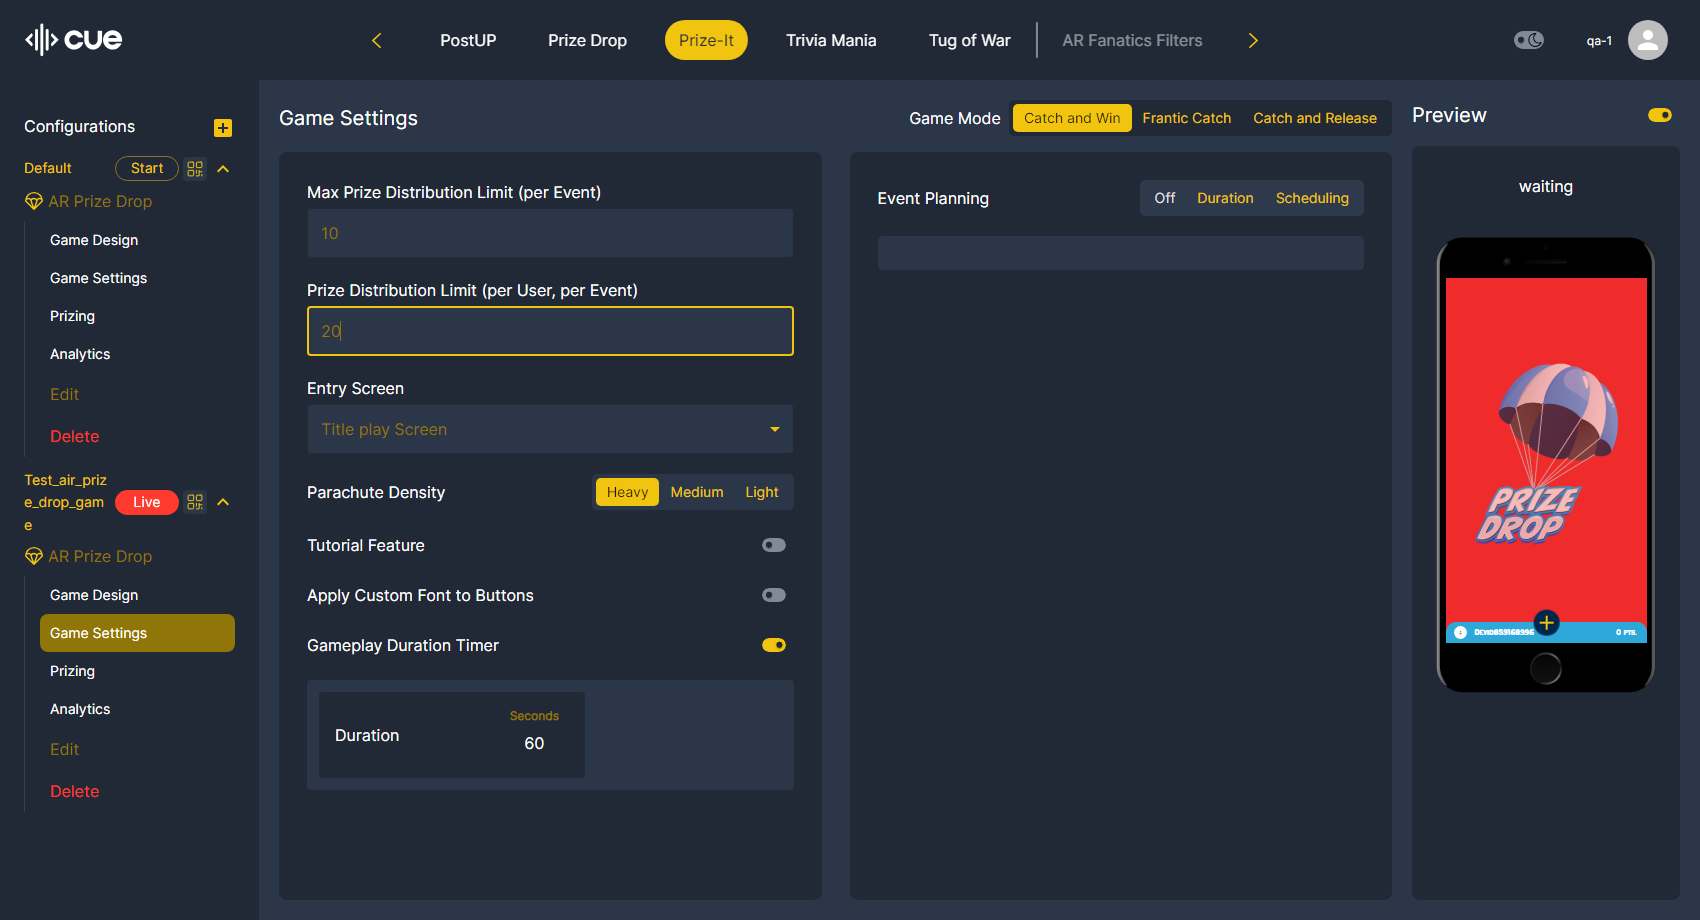 cue
PostUP
Prize Drop
Prize-It
Trivia Mania
Tug of War
AR Fanatics Filters
qa-1
Configurations
Default
Start
AR Prize Drop
Game Design
Game Settings
Prizing
Analytics
Edit
Delete
Test_air_priz
e_drop_gam
e
Live
AR Prize Drop
Game Design
Game Settings
Prizing
Analytics
Edit
Delete
Game Settings
Game Mode
Catch and Win
Frantic Catch
Catch and Release
Max Prize Distribution Limit (per Event)
10
Prize Distribution Limit (per User, per Event)
20
Entry Screen
Title play Screen
Parachute Density
Heavy
Medium
Light
Tutorial Feature
Apply Custom Font to Buttons
Gameplay Duration Timer
Duration
Seconds
60
Event Planning
Off
Duration
Scheduling
Preview
waiting
PRIZE
DROP
0 PTS.